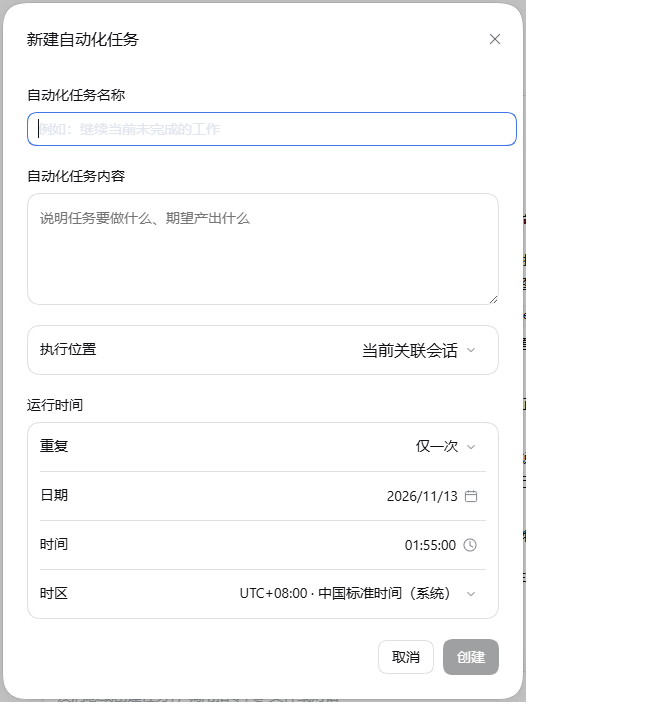 新建自动化任务
自动化任务名称
例如：继续当前未完成的工作
自动化任务内容
说明任务要做什么、期望产出什么
执行位置 当前关联会话
运行时间
重复 仅一次
日期 2026/11/13
时间 01:55:00
时区 UTC+08:00 · 中国标准时间（系统）
取消 创建